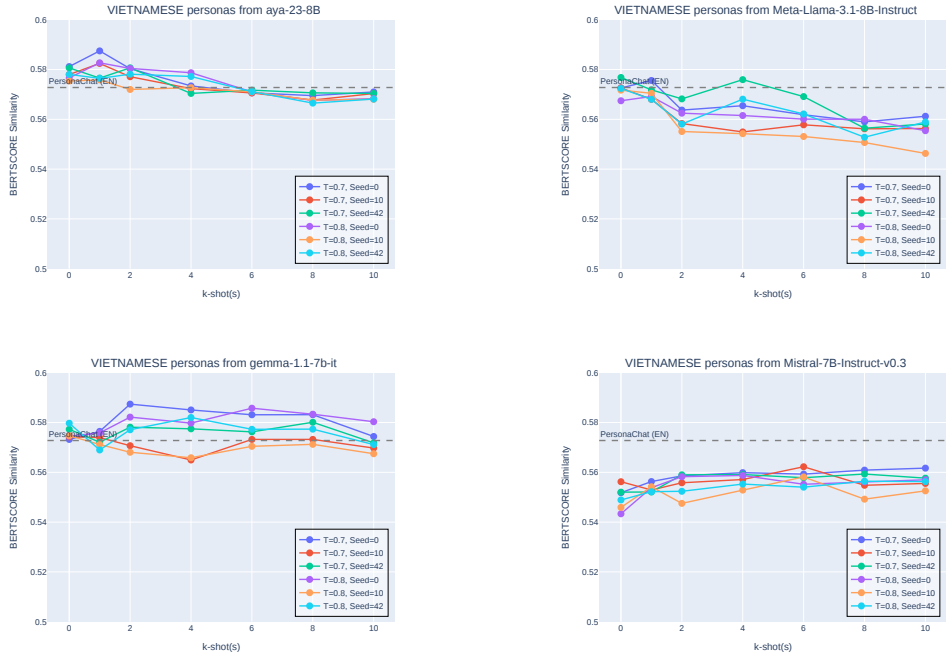 VIETNAMESE personas from aya-23-8B
0.6
0.58
0.56
0.54
0.52
0.5
BERTSCORE Similarity
PersonaChat (EN)
T=0.7, Seed=0
T=0.7, Seed=10
T=0.7, Seed=42
T=0.8, Seed=0
T=0.8, Seed=10
T=0.8, Seed=42
0 2 4 6 8 10
k-shot(s)
VIETNAMESE personas from Meta-Llama-3.1-8B-Instruct
0.6
0.58
0.56
0.54
0.52
0.5
BERTSCORE Similarity
PersonaChat (EN)
T=0.7, Seed=0
T=0.7, Seed=10
T=0.7, Seed=42
T=0.8, Seed=0
T=0.8, Seed=10
T=0.8, Seed=42
0 2 4 6 8 10
k-shot(s)
VIETNAMESE personas from gemma-1.1-7b-it
0.6
0.58
0.56
0.54
0.52
0.5
BERTSCORE Similarity
PersonaChat (EN)
T=0.7, Seed=0
T=0.7, Seed=10
T=0.7, Seed=42
T=0.8, Seed=0
T=0.8, Seed=10
T=0.8, Seed=42
0 2 4 6 8 10
k-shot(s)
VIETNAMESE personas from Mistral-7B-Instruct-v0.3
0.6
0.58
0.56
0.54
0.52
0.5
BERTSCORE Similarity
PersonaChat (EN)
T=0.7, Seed=0
T=0.7, Seed=10
T=0.7, Seed=42
T=0.8, Seed=0
T=0.8, Seed=10
T=0.8, Seed=42
0 2 4 6 8 10
k-shot(s)